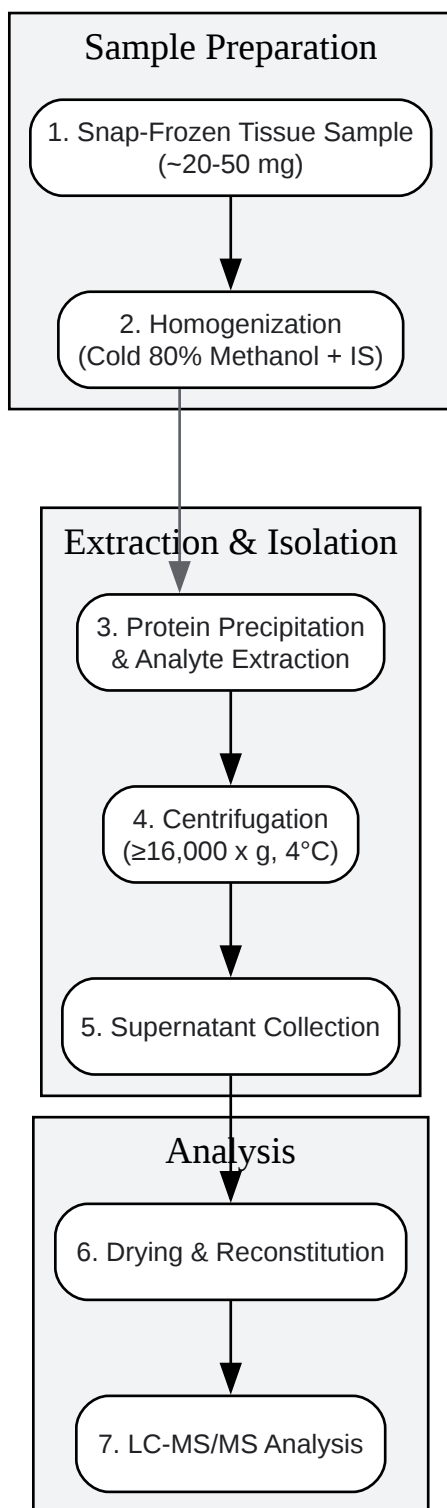 Sample Preparation
1. Snap-Frozen Tissue Sample
(~20-50 mg)
2. Homogenization
(Cold 80% Methanol + IS)
Extraction & Isolation
3. Protein Precipitation
& Analyte Extraction
4. Centrifugation
(≥16,000 x g, 4°C)
5. Supernatant Collection
Analysis
6. Drying & Reconstitution
7. LC-MS/MS Analysis